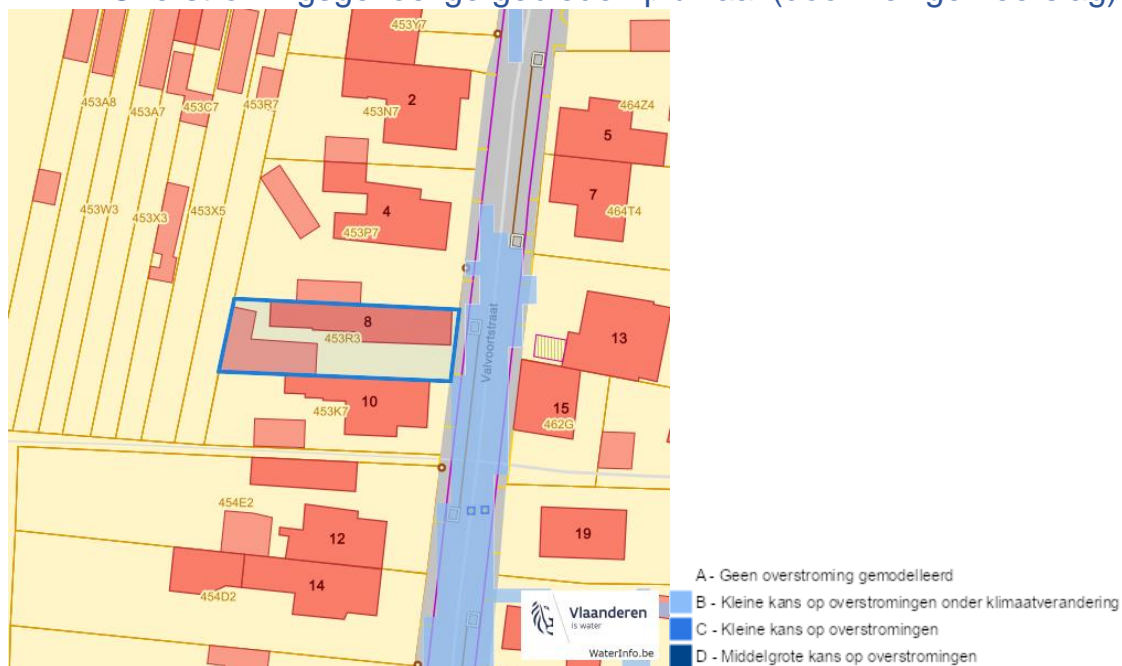 (door
453Y7
453A8
453A7
453C7
453R7
453N7
2
464Z4
5
7
464T4
453W3
453X3
453X5
4
453P7
8
453R3
Valvoortstraat
13
10
453K7
15
462G
454E2
12
19
14
454D2
Vlaanderen
is water
WaterInfo.be
A - Geen overstroming gemodelleerd
B - Kleine kans op overstromingen onder klimaatverandering
C - Kleine kans op overstromingen
D - Middelgrote kans op overstromingen